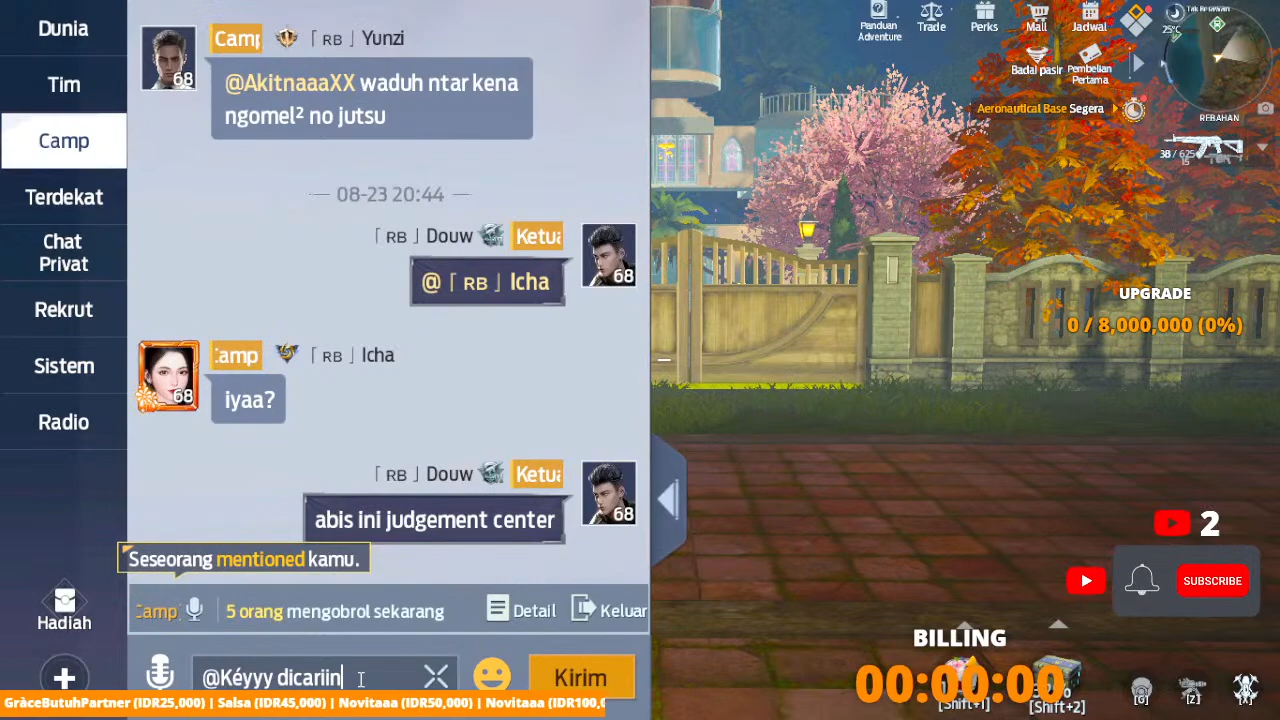 Dunia
Tim
Camp
Terdekat
Chat
Privat
Rekrut
Sistem
Radio
Hadiah
Camp 「 RB 」 Yunzi
68
@AkitnaaaXX waduh ntar kena
ngomel² no jutsu
08-23 20:44
「 RB 」 Douw Ketua
68
@ 「 RB 」 Icha
Camp 「 RB 」 Icha
68
iyaa?
「 RB 」 Douw Ketua
68
abis ini judgement center
Seseorang mentioned kamu.
Camp 5 orang mengobrol sekarang Detail Keluar
@Kéyyy dicariin Kirim
GràceButuhPartner (IDR25,000) | Salsa (IDR45,000) | Novitaaa (IDR50,000) | Novitaaa (IDR100,0
Panduan
Adventure
Trade
Perks
Mall
Jadwal
25°C
Badai pasir
Pembelian
Pertama
Aeronautical Base Segera
REBAHAN
38 / 625
15
UPGRADE
0 / 8,000,000 (0%)
2
SUBSCRIBE
BILLING
00:00:00
[Shift+1]
[Shift+2]
[O]
[Z]
[X]